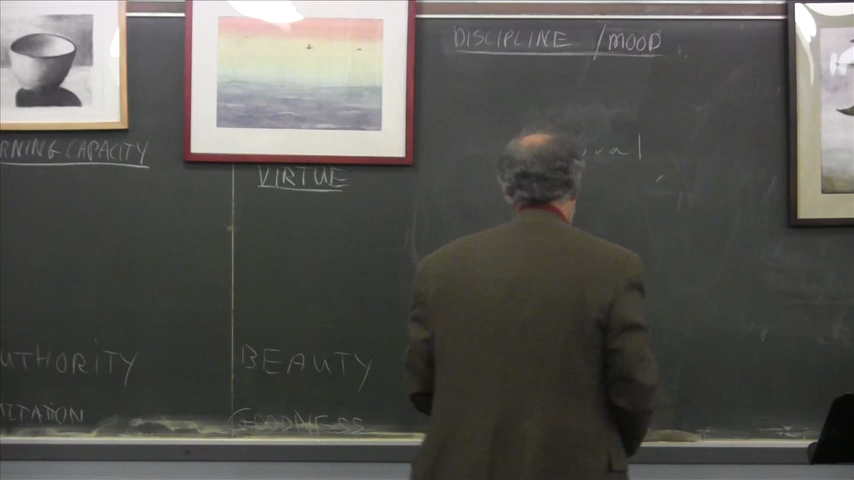 DISCIPLINE / MOOD
RNING CAPACITY
VIRTUE
UTHORITY
BEAUTY
ITATION
GOODNESS